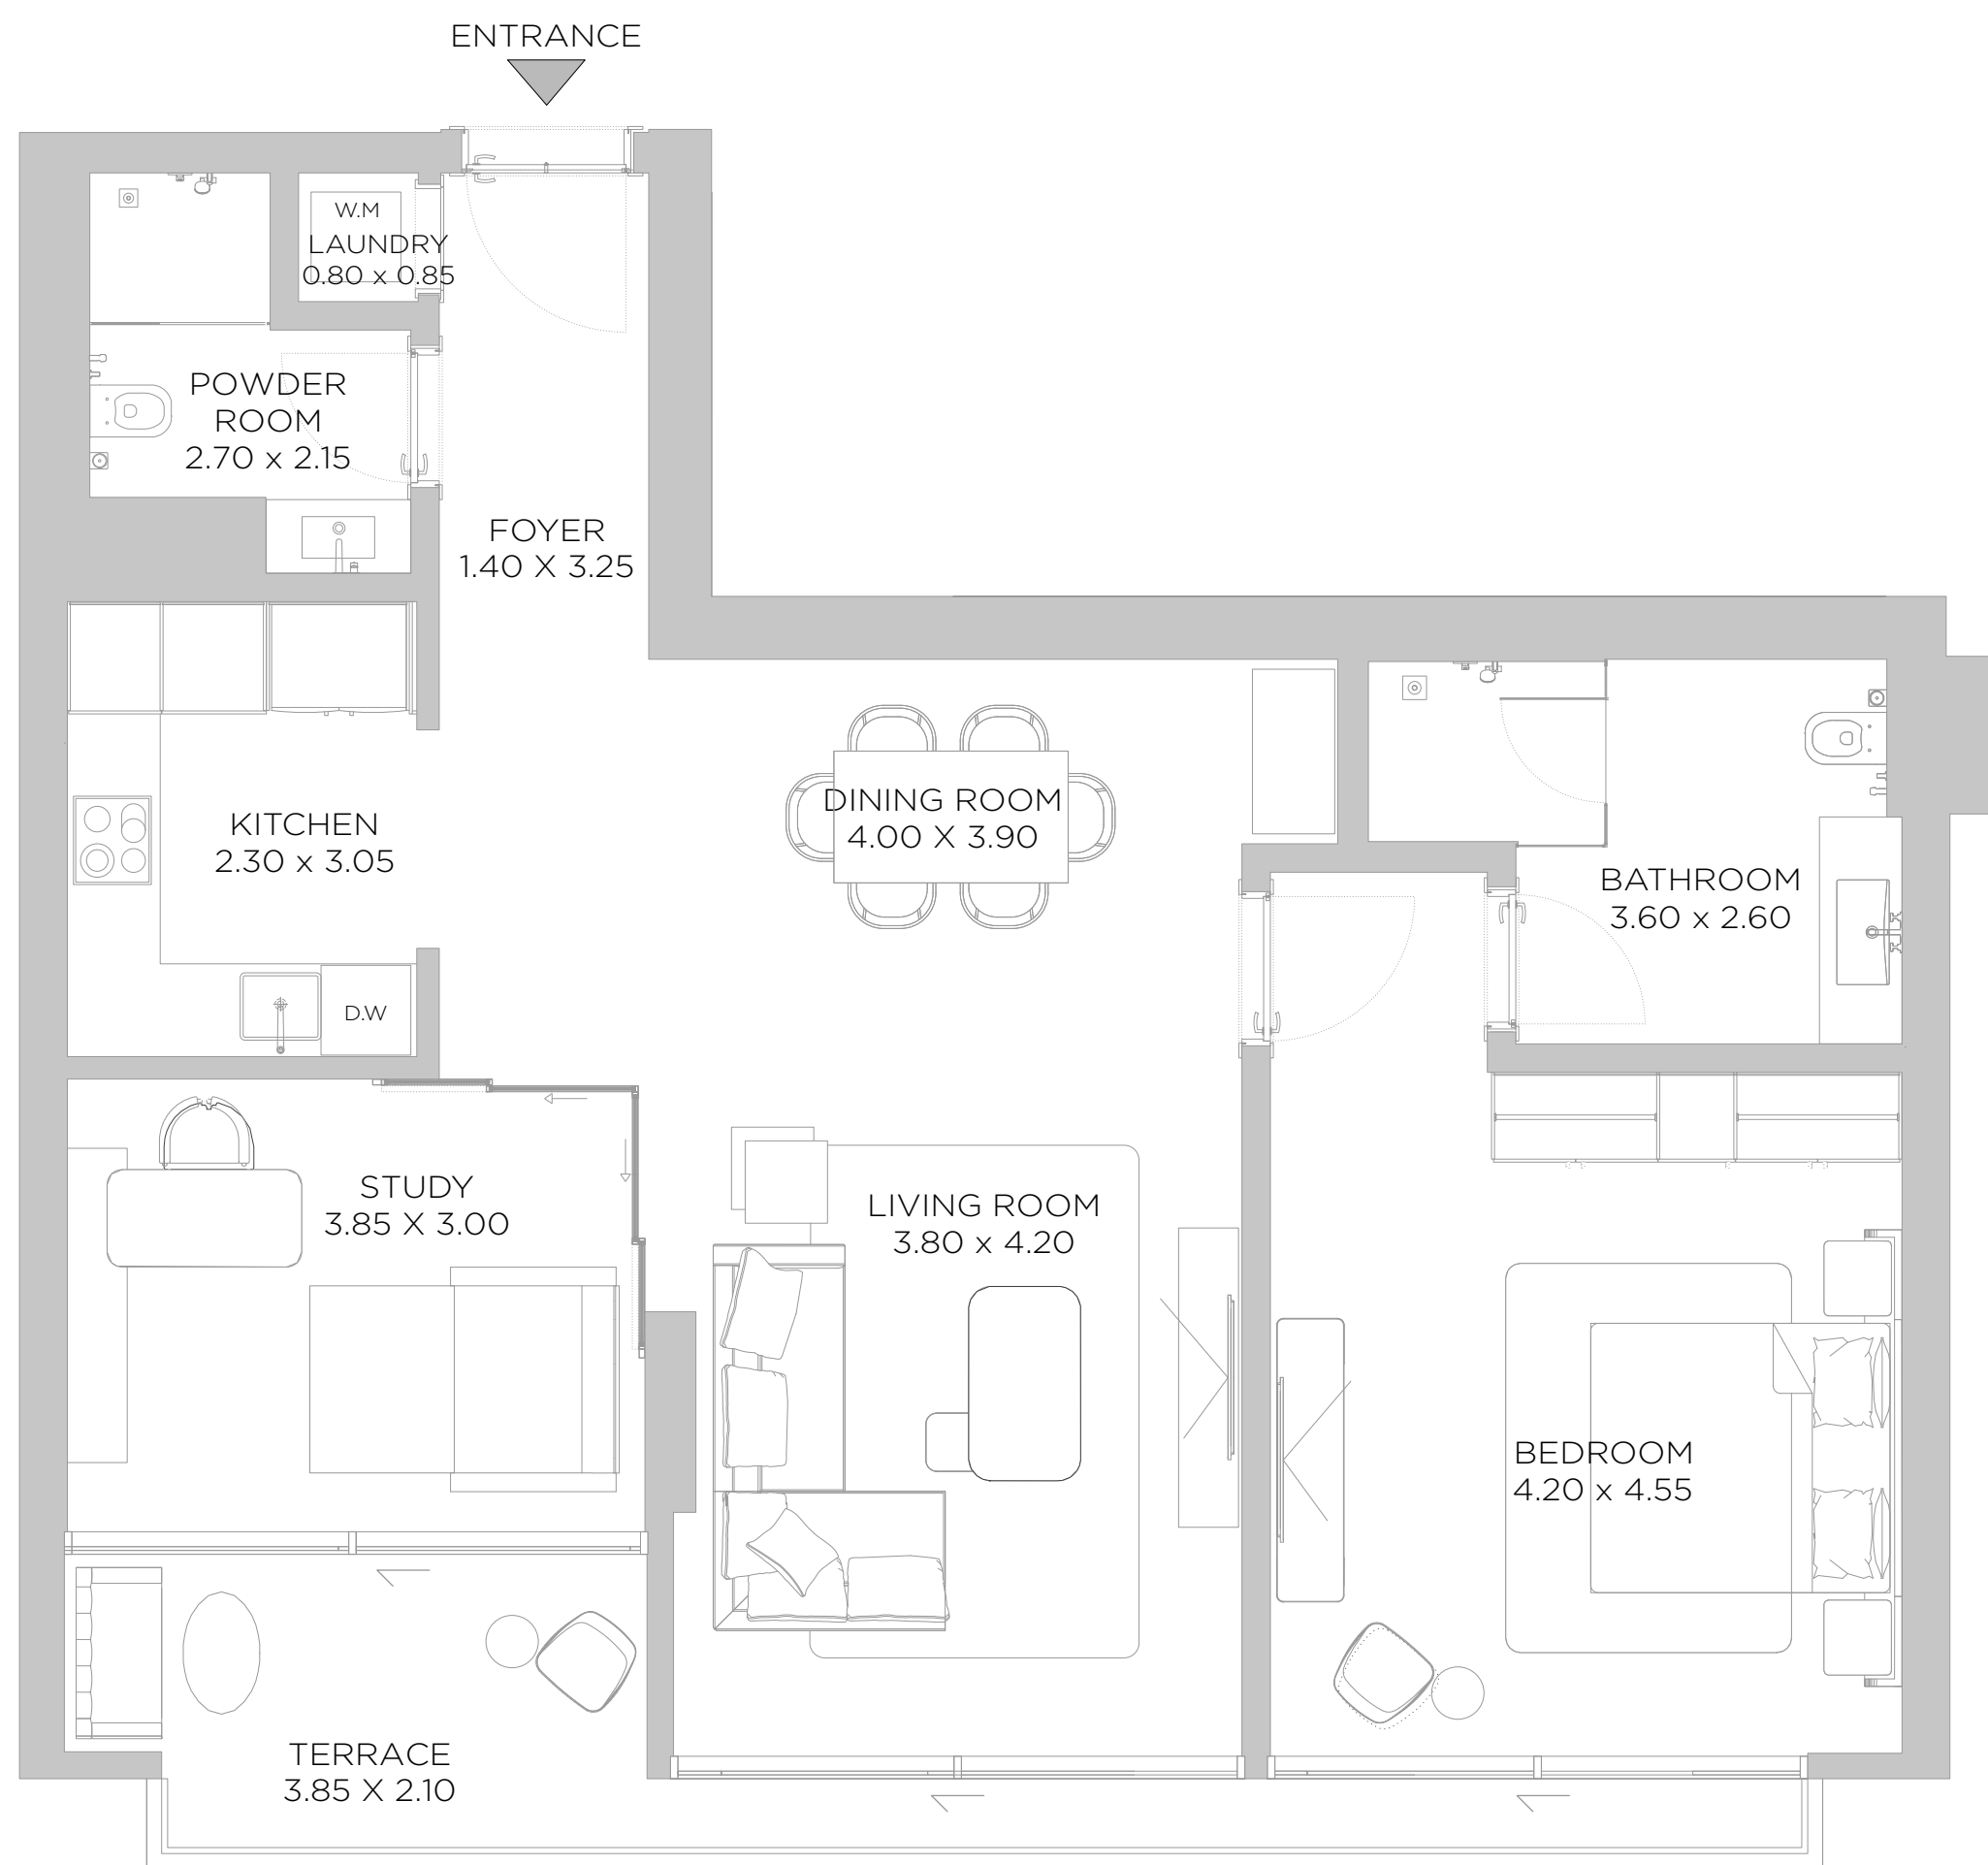 ENTRANCE
W.M
LAUNDRY
0.80 x 0.85
POWDER
ROOM
2.70 x 2.15
FOYER
1.40 X 3.25
KITCHEN
2.30 x 3.05
DINING ROOM
4.00 X 3.90
BATHROOM
3.60 x 2.60
D.W
STUDY
3.85 X 3.00
LIVING ROOM
3.80 x 4.20
BEDROOM
4.20 x 4.55
TERRACE
3.85 X 2.10